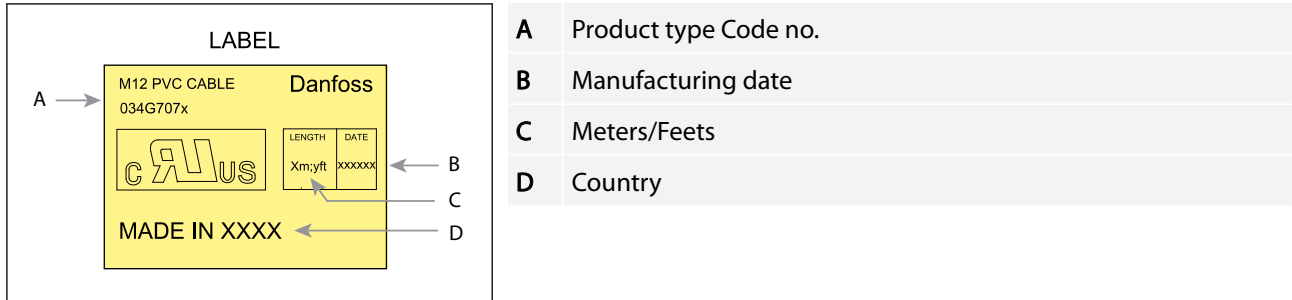 LABEL
M12 PVC CABLE
Danfoss
034G707x
A
c RU US
LENGTH
DATE
Xm;yft
xxxxxx
B
C
MADE IN XXXX
D
A Product type Code no.
B Manufacturing date
C Meters/Feets
D Country